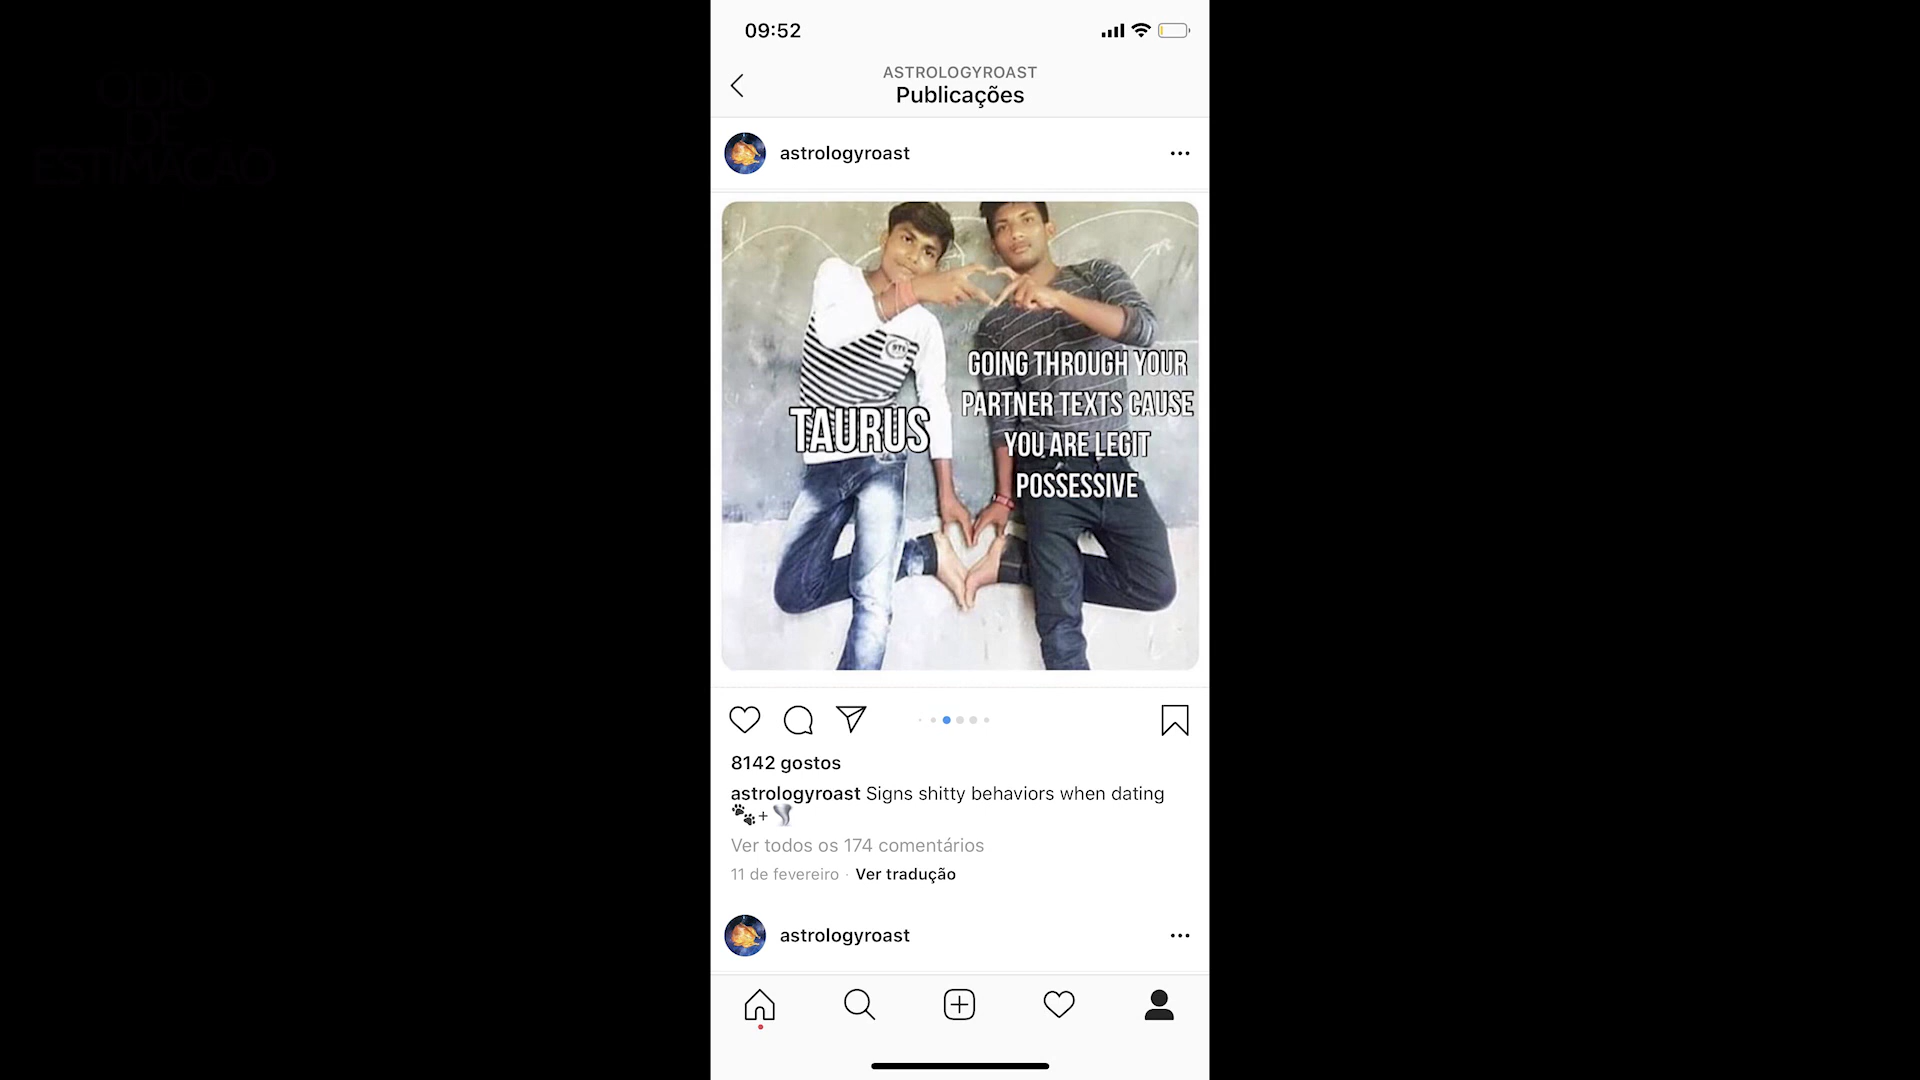 ÓDIO
DE
ESTIMAÇÃO
09:52
ASTROLOGYROAST
Publicações
astrologyroast
STE
TAURUS
GOING THROUGH YOUR
PARTNER TEXTS CAUSE
YOU ARE LEGIT
POSSESSIVE
8142 gostos
astrologyroast Signs shitty behaviors when dating
+
Ver todos os 174 comentários
11 de fevereiro · Ver tradução
astrologyroast